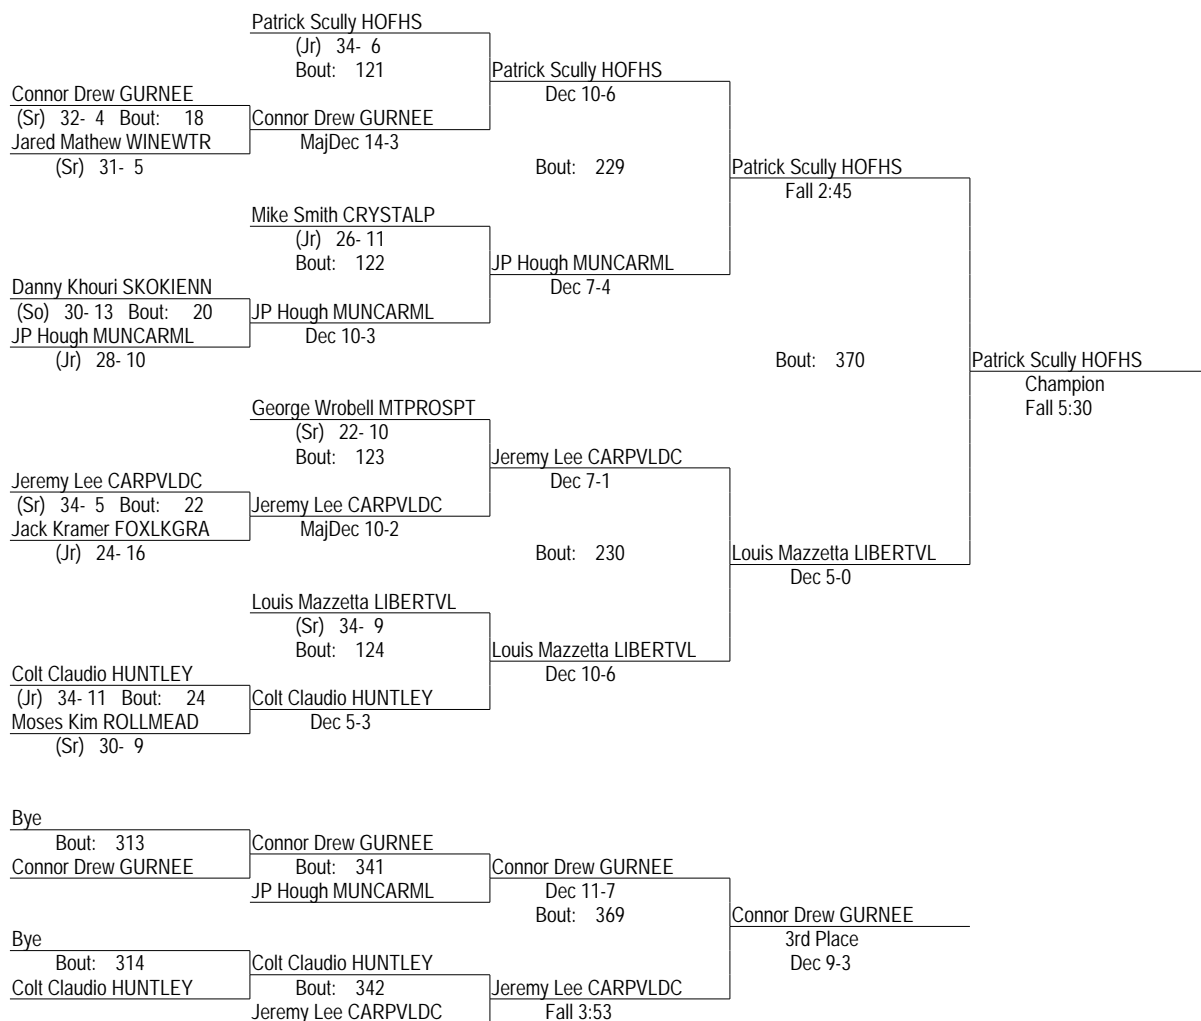 Patrick Scully HOFHS
(Jr) 34- 6
Bout: 121
Patrick Scully HOFHS
Dec 10-6
Connor Drew GURNEE
(Sr) 32- 4 Bout: 18
Connor Drew GURNEE
Jared Mathew WINEWTR
MajDec 14-3
(Sr) 31- 5
Bout: 229
Patrick Scully HOFHS
Fall 2:45
Mike Smith CRYSTALP
(Jr) 26- 11
Bout: 122
JP Hough MUNCARML
Dec 7-4
Danny Khouri SKOKIENN
(So) 30- 13 Bout: 20
JP Hough MUNCARML
JP Hough MUNCARML
Dec 10-3
(Jr) 28- 10
Bout: 370
Patrick Scully HOFHS
Champion
Fall 5:30
George Wrobell MTPROSPT
(Sr) 22- 10
Bout: 123
Jeremy Lee CARPVLDC
Dec 7-1
Jeremy Lee CARPVLDC
(Sr) 34- 5 Bout: 22
Jeremy Lee CARPVLDC
Jack Kramer FOXLKGRA
MajDec 10-2
(Jr) 24- 16
Bout: 230
Louis Mazzetta LIBERTVL
Dec 5-0
Louis Mazzetta LIBERTVL
(Sr) 34- 9
Bout: 124
Louis Mazzetta LIBERTVL
Dec 10-6
Colt Claudio HUNTLEY
(Jr) 34- 11 Bout: 24
Colt Claudio HUNTLEY
Moses Kim ROLLMEAD
Dec 5-3
(Sr) 30- 9
Bye
Bout: 313
Connor Drew GURNEE
Connor Drew GURNEE
Bout: 341
JP Hough MUNCARML
Connor Drew GURNEE
Dec 11-7
Bout: 369
Connor Drew GURNEE
3rd Place
Dec 9-3
Bye
Bout: 314
Colt Claudio HUNTLEY
Colt Claudio HUNTLEY
Bout: 342
Jeremy Lee CARPVLDC
Jeremy Lee CARPVLDC
Fall 3:53